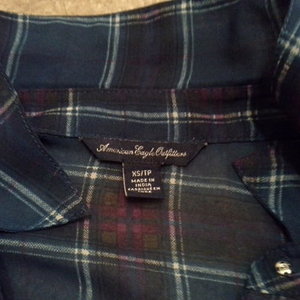 American Eagle Outfitters
XS/TP
MADE IN
INDIA